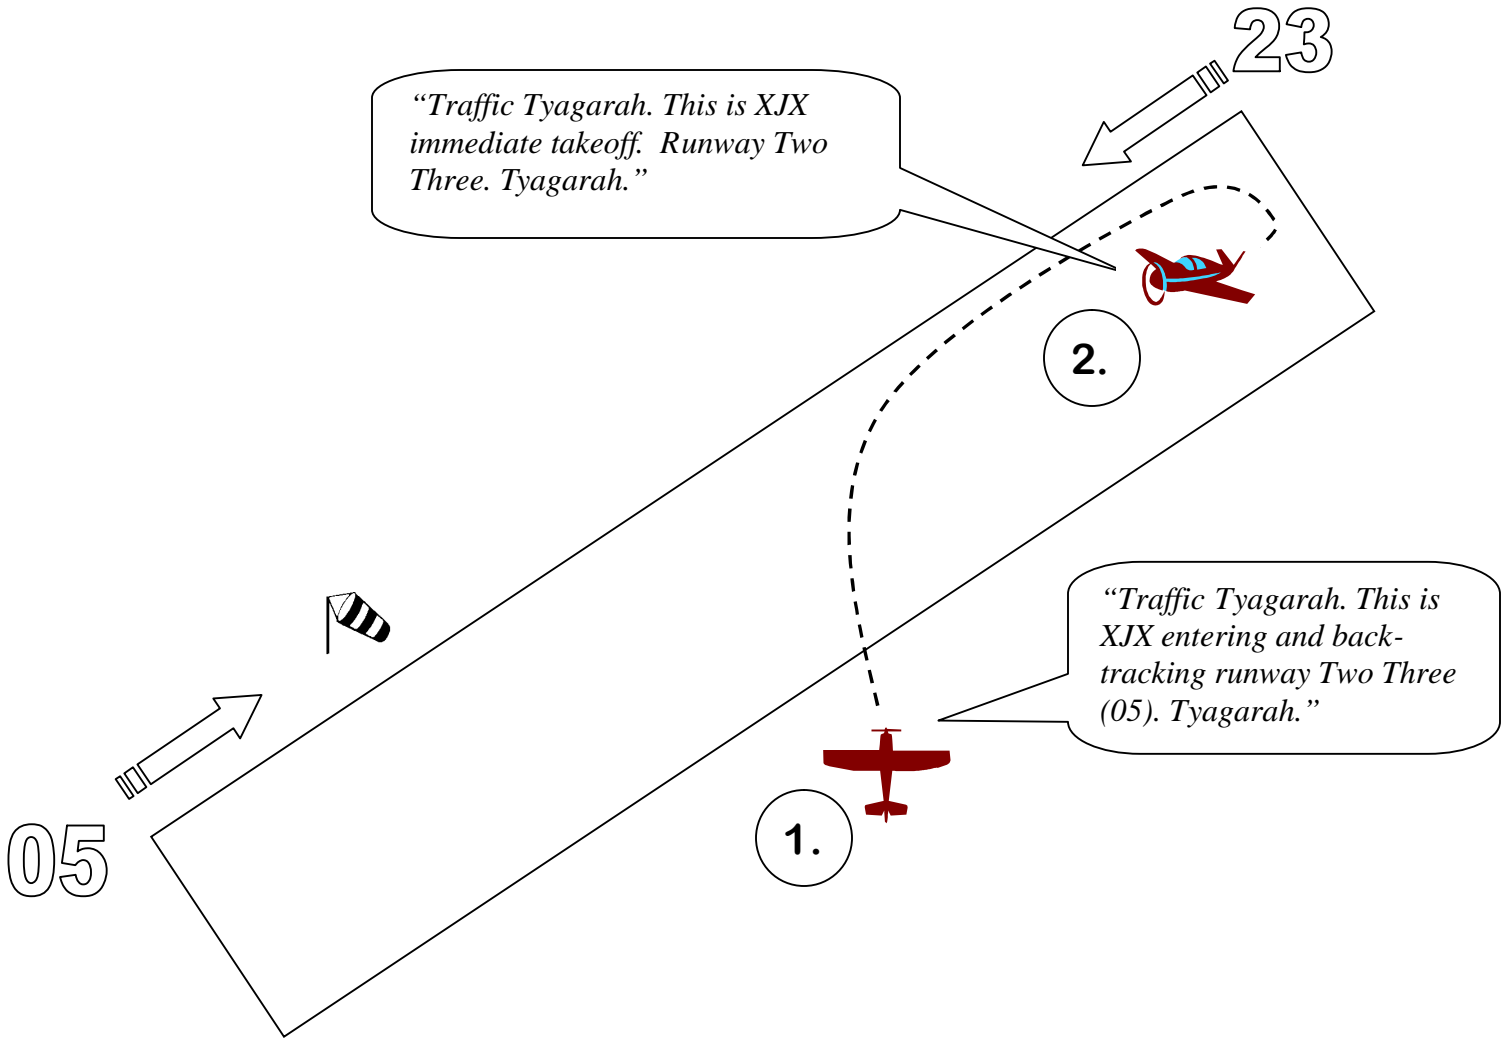 23
“Traffic Tyagarah. This is XJX
immediate takeoff.  Runway Two
Three. Tyagarah.”
2.
“Traffic Tyagarah. This is
XJX entering and back-
tracking runway Two Three
(05). Tyagarah.”
1.
05